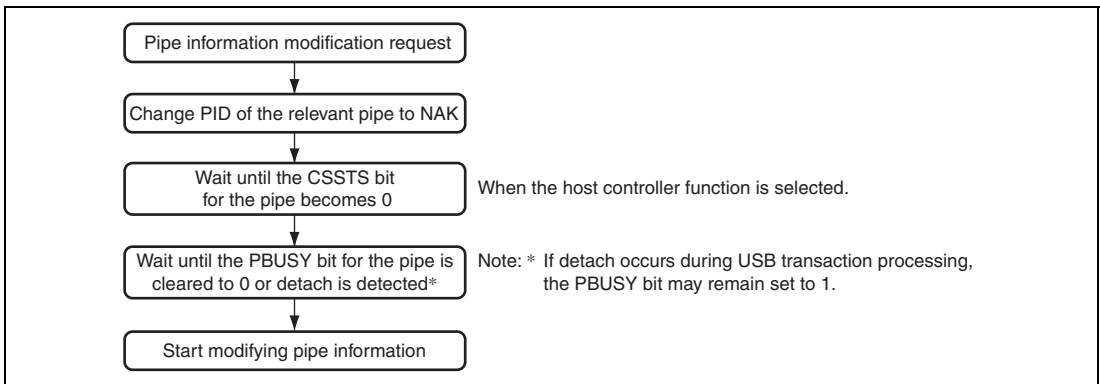 Pipe information modification request
Change PID of the relevant pipe to NAK
Wait until the CSSTS bit
for the pipe becomes 0
When the host controller function is selected.
Wait until the PBUSY bit for the pipe is
cleared to 0 or detach is detected*
Note: * If detach occurs during USB transaction processing,
the PBUSY bit may remain set to 1.
Start modifying pipe information